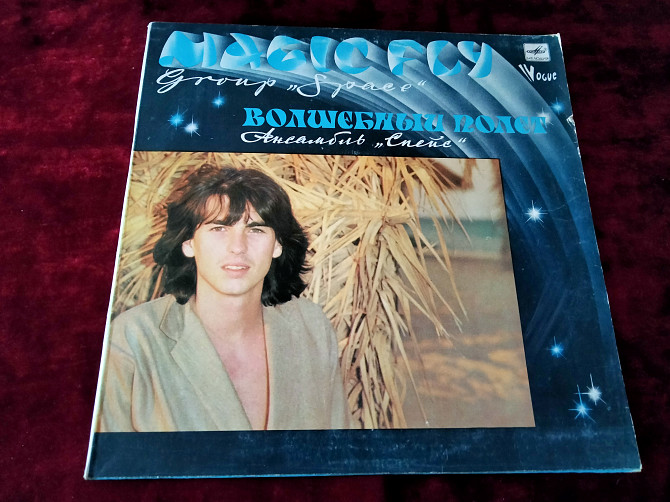 MAGIC FLY
Group „Space“
Vogue
ВОЛШЕБНЫЙ ПОЛЕТ
Ансамбль „Спейс“